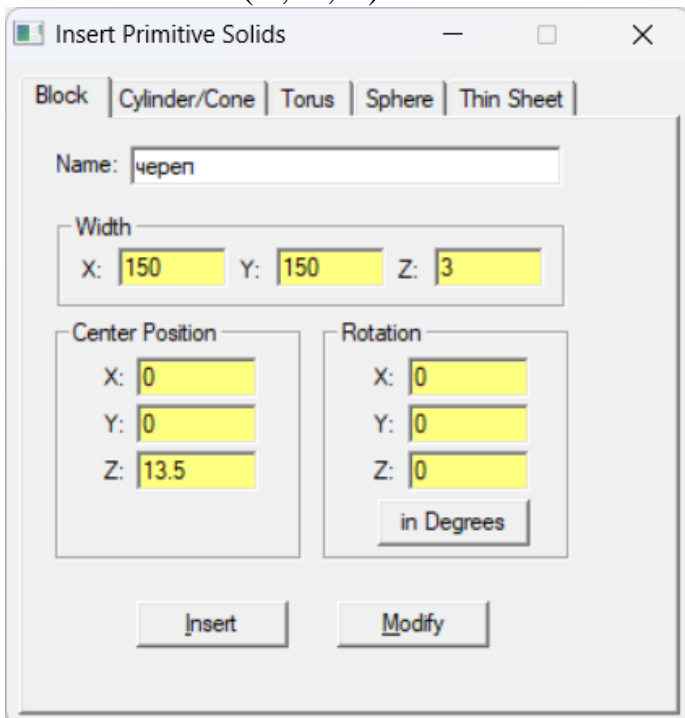 Insert Primitive Solids
Block Cylinder/Cone Torus Sphere Thin Sheet
Name: череп
Width
X: 150 Y: 150 Z: 3
Center Position
X: 0
Y: 0
Z: 13.5
Rotation
X: 0
Y: 0
Z: 0
in Degrees
Insert Modify